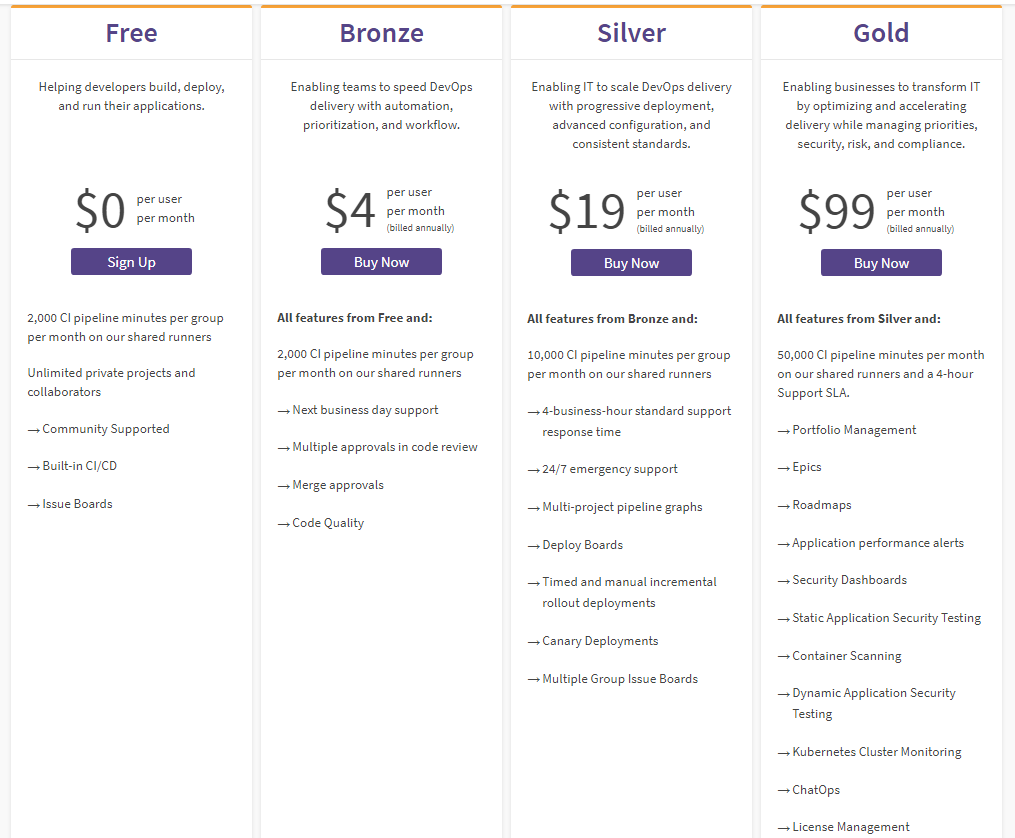 Free
Helping developers build, deploy,
and run their applications.
$0
per user
per month
Sign Up
2,000 CI pipeline minutes per group
per month on our shared runners
Unlimited private projects and
collaborators
→ Community Supported
→ Built-in CI/CD
→ Issue Boards
Bronze
Enabling teams to speed DevOps
delivery with automation,
prioritization, and workflow.
$4
per user
per month
(billed annually)
Buy Now
All features from Free and:
2,000 CI pipeline minutes per group
per month on our shared runners
→ Next business day support
→ Multiple approvals in code review
→ Merge approvals
→ Code Quality
Silver
Enabling IT to scale DevOps delivery
with progressive deployment,
advanced configuration, and
consistent standards.
$19
per user
per month
(billed annually)
Buy Now
All features from Bronze and:
10,000 CI pipeline minutes per group
per month on our shared runners
→ 4-business-hour standard support
response time
→ 24/7 emergency support
→ Multi-project pipeline graphs
→ Deploy Boards
→ Timed and manual incremental
rollout deployments
→ Canary Deployments
→ Multiple Group Issue Boards
Gold
Enabling businesses to transform IT
by optimizing and accelerating
delivery while managing priorities,
security, risk, and compliance.
$99
per user
per month
(billed annually)
Buy Now
All features from Silver and:
50,000 CI pipeline minutes per month
on our shared runners and a 4-hour
Support SLA.
→ Portfolio Management
→ Epics
→ Roadmaps
→ Application performance alerts
→ Security Dashboards
→ Static Application Security Testing
→ Container Scanning
→ Dynamic Application Security
Testing
→ Kubernetes Cluster Monitoring
→ ChatOps
→ License Management